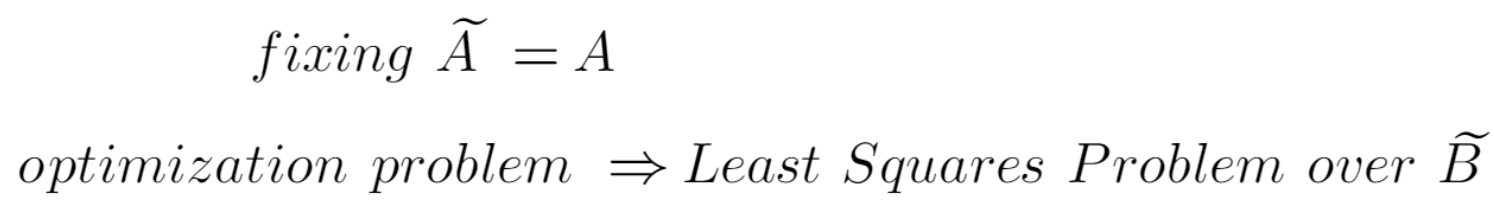 fixing Ã = A
optimization problem ⇒ Least Squares Problem over B̃